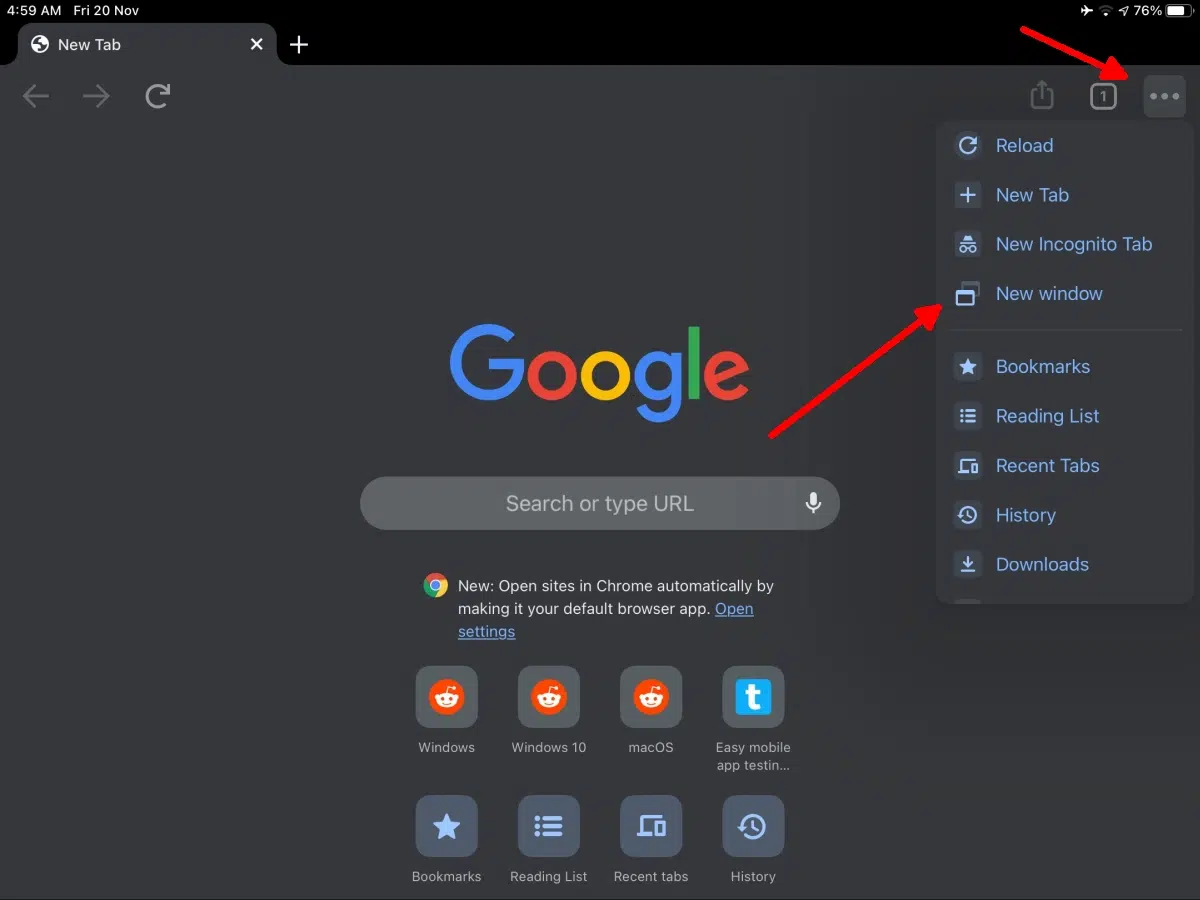 4:59 AM Fri 20 Nov
76%
New Tab
1
Reload
New Tab
New Incognito Tab
New window
Bookmarks
Reading List
Recent Tabs
History
Downloads
Google
Search or type URL
New: Open sites in Chrome automatically by
making it your default browser app. Open
settings
t
Windows
Windows 10
macOS
Easy mobile
app testin...
Bookmarks
Reading List
Recent tabs
History